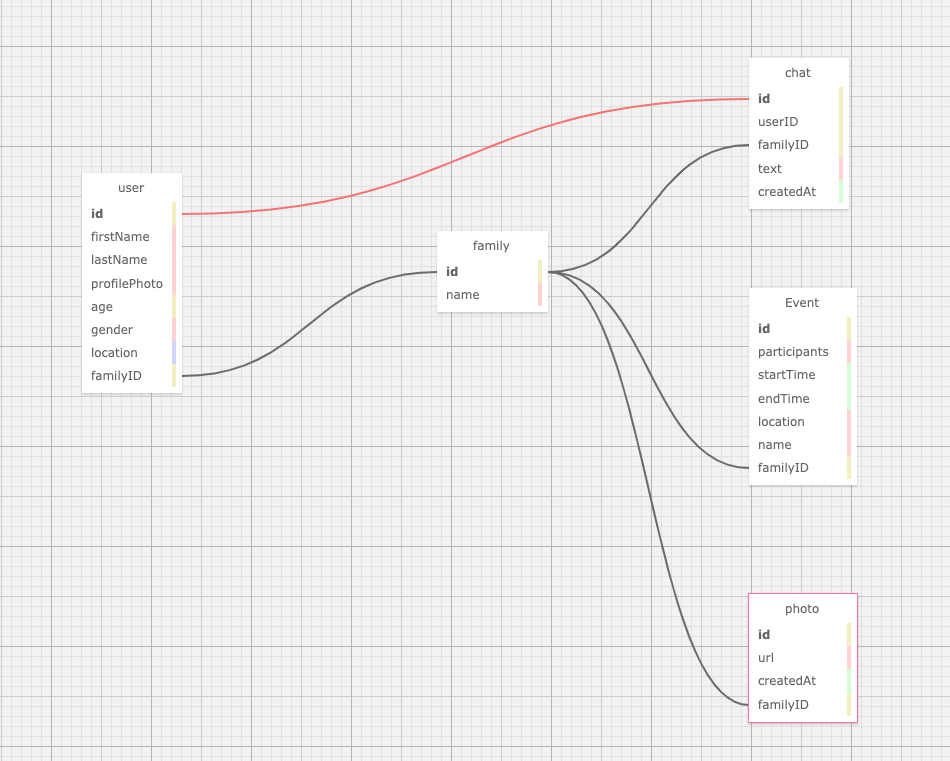 user
id
firstName
lastName
profilePhoto
age
gender
location
familyID
family
id
name
chat
id
userID
familyID
text
createdAt
Event
id
participants
startTime
endTime
location
name
familyID
photo
id
url
createdAt
familyID